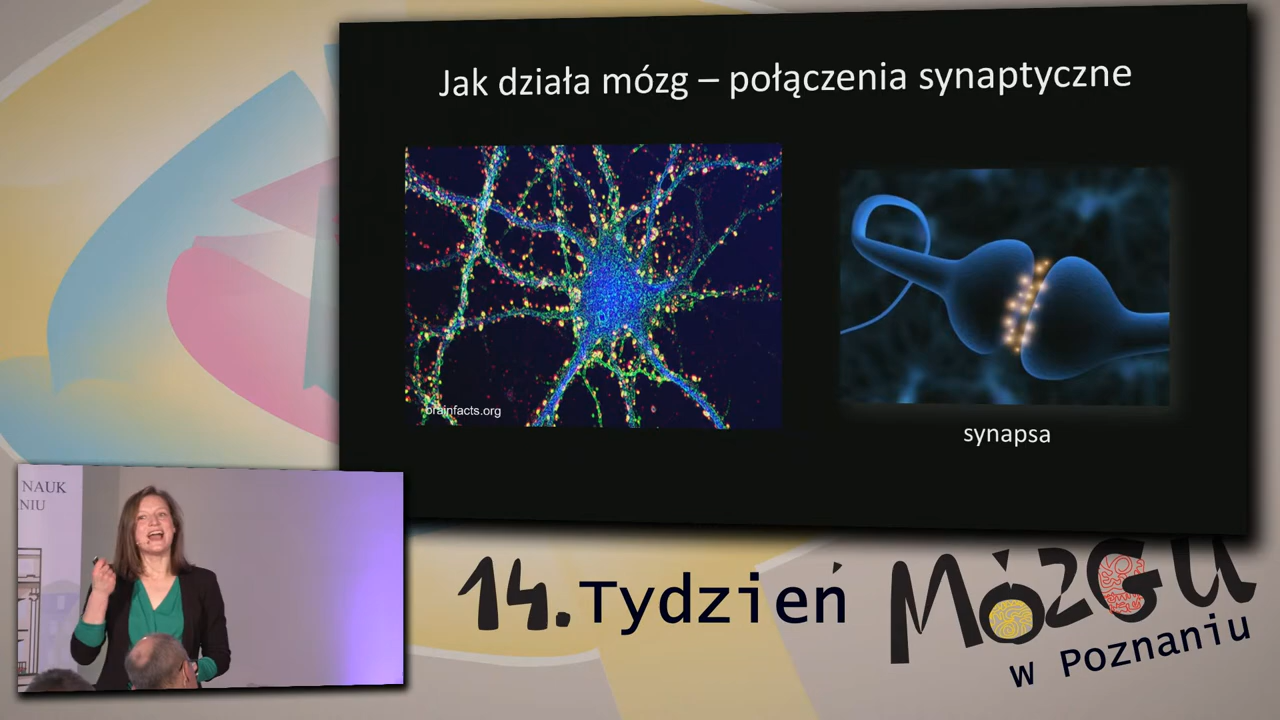 Jak działa mózg – połączenia synaptyczne
brainfacts.org
synapsa
NAUK
NIU
14. Tydzień
MÓZGU
w Poznaniu